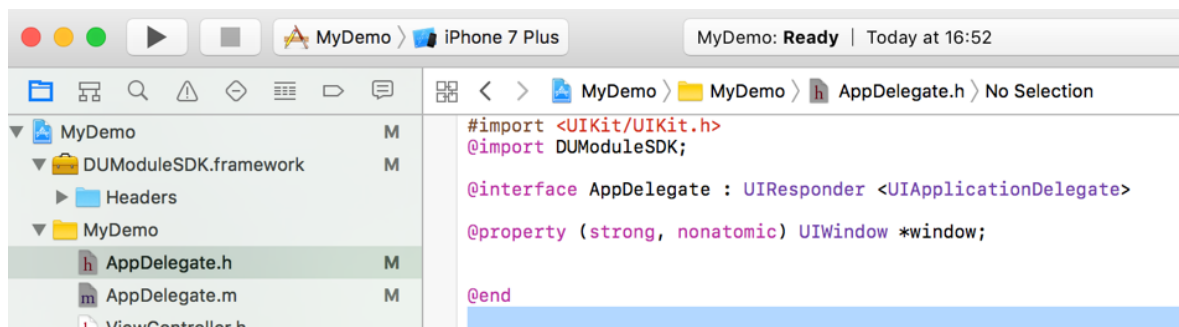 MyDemo 〉 iPhone 7 Plus
MyDemo: Ready | Today at 16:52
MyDemo 〉 MyDemo 〉 h AppDelegate.h 〉 No Selection
MyDemo M
DUModuleSDK.framework M
Headers
MyDemo
h AppDelegate.h M
m AppDelegate.m M
h ViewController.h
#import <UIKit/UIKit.h>
@import DUModuleSDK;
@interface AppDelegate : UIResponder <UIApplicationDelegate>
@property (strong, nonatomic) UIWindow *window;
@end